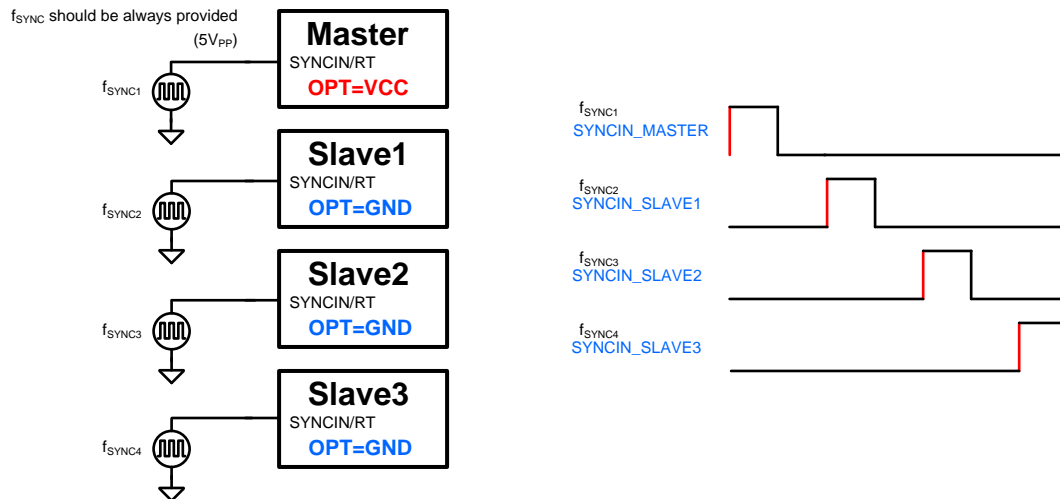 fSYNC should be always provided
(5VPP)
Master
SYNCIN/RT
OPT=VCC
fSYNC1
Slave1
SYNCIN/RT
OPT=GND
fSYNC2
Slave2
SYNCIN/RT
OPT=GND
fSYNC3
Slave3
SYNCIN/RT
OPT=GND
fSYNC4
fSYNC1
SYNCIN_MASTER
fSYNC2
SYNCIN_SLAVE1
fSYNC3
SYNCIN_SLAVE2
fSYNC4
SYNCIN_SLAVE3